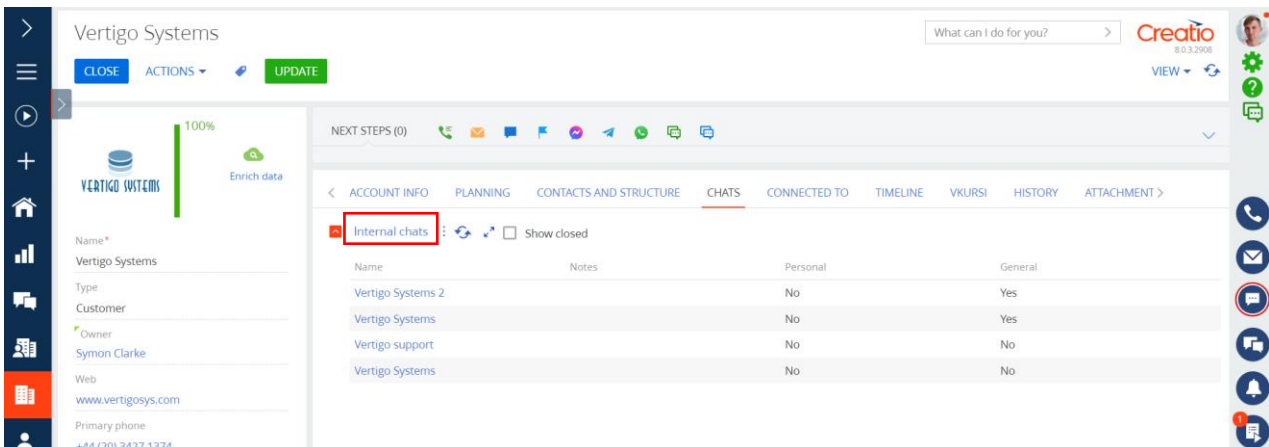 Vertigo Systems
What can I do for you?
Creatio
8.0.3.2908
CLOSE ACTIONS UPDATE
VIEW
100%
VERTIGO SYSTEMS
Enrich data
Name*
Vertigo Systems
Type
Customer
Owner
Symon Clarke
Web
www.vertigosys.com
Primary phone
+44 (20) 3427 1374
NEXT STEPS (0)
ACCOUNT INFO PLANNING CONTACTS AND STRUCTURE CHATS CONNECTED TO TIMELINE VKURSI HISTORY ATTACHMENT
Internal chats Show closed
Name Notes Personal General
Vertigo Systems 2 No Yes
Vertigo Systems No Yes
Vertigo support No No
Vertigo Systems No No
1